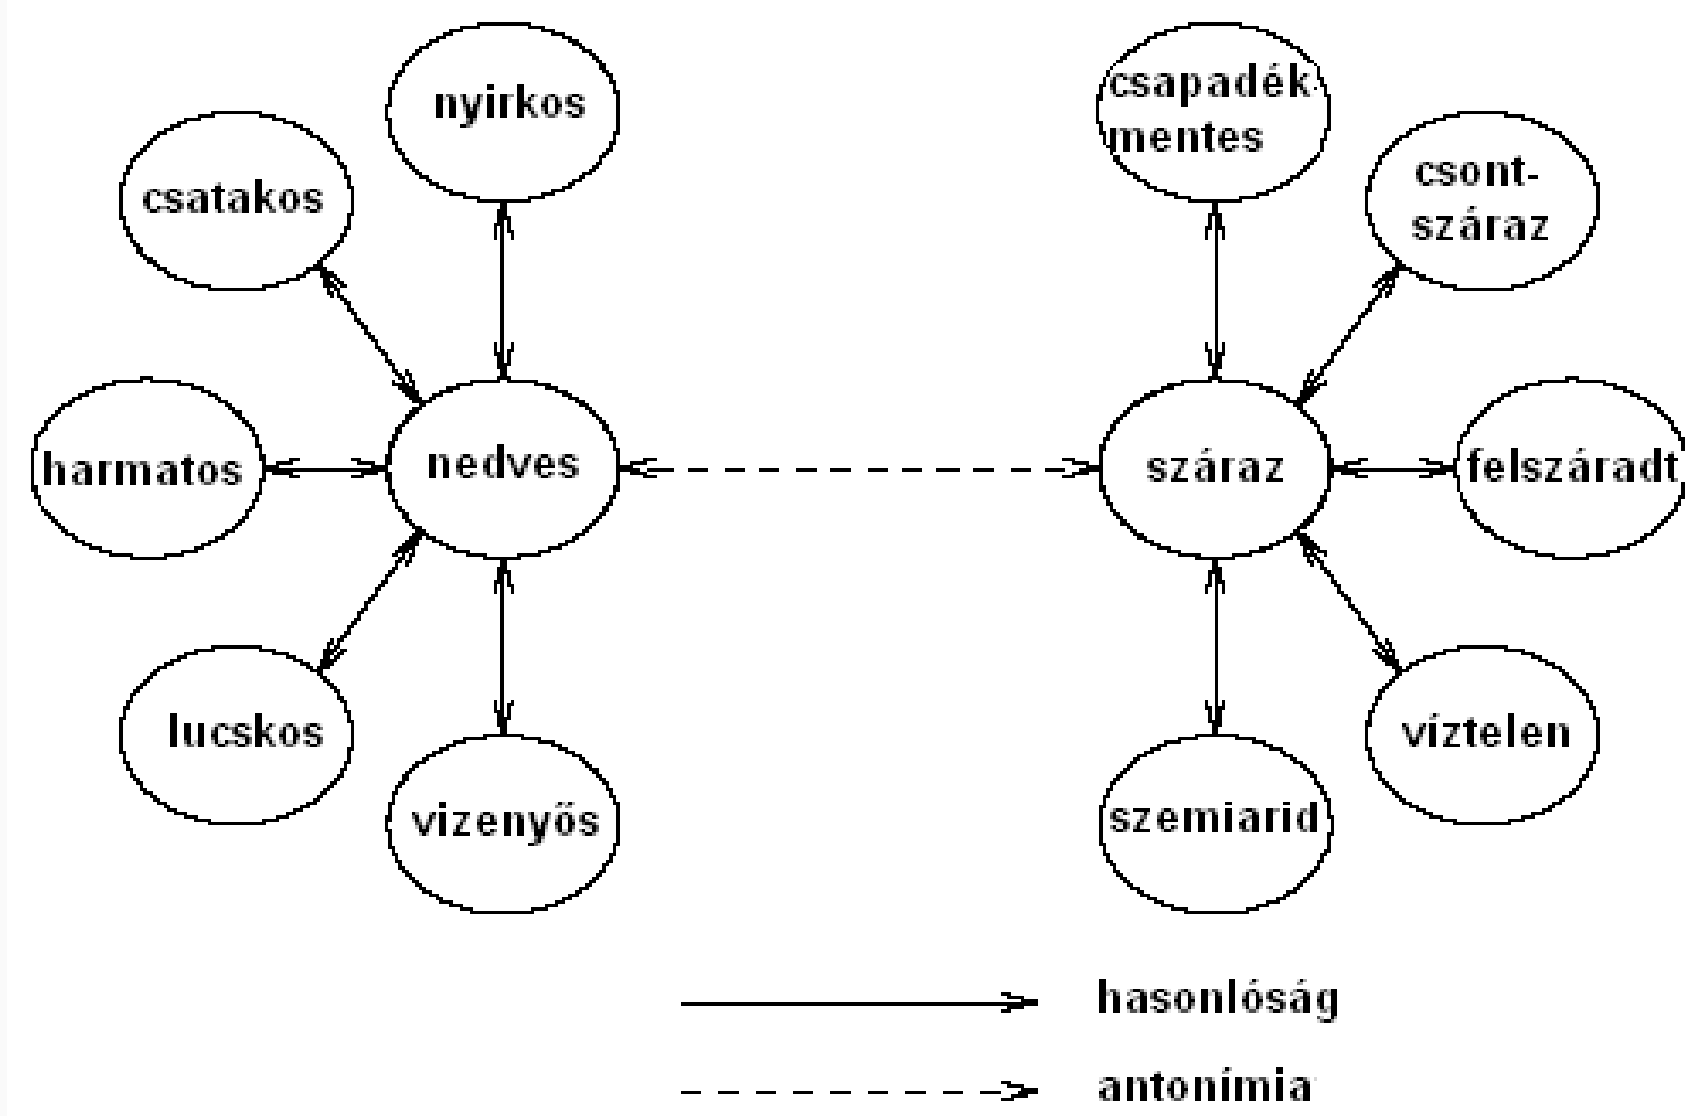 nyirkos
csatakos
harmatos
nedves
lucskos
vizenyős
csapadék-
mentes
csont-
száraz
száraz
felszáradt
víztelen
szemiarid
hasonlóság
antonímia